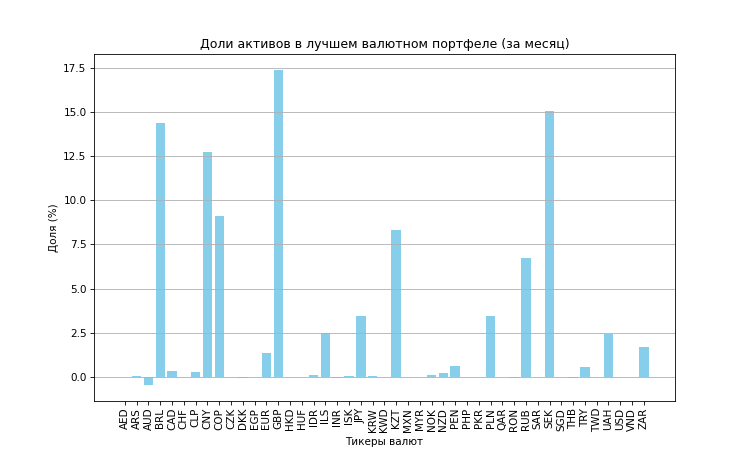 Доли активов в лучшем валютном портфеле (за месяц)
17.5
15.0
12.5
10.0
7.5
5.0
2.5
0.0
Доля (%)
AED ARS AUD BRL CAD CHF CLP CNY COP CZK DKK EGP EUR GBP HKD HUF IDR ILS INR ISK JPY KRW KWD KZT MXN MYR NOK NZD PEN PHP PKR PLN QAR RON RUB SAR SEK SGD THB TRY TWD UAH USD VND ZAR
Тикеры валют